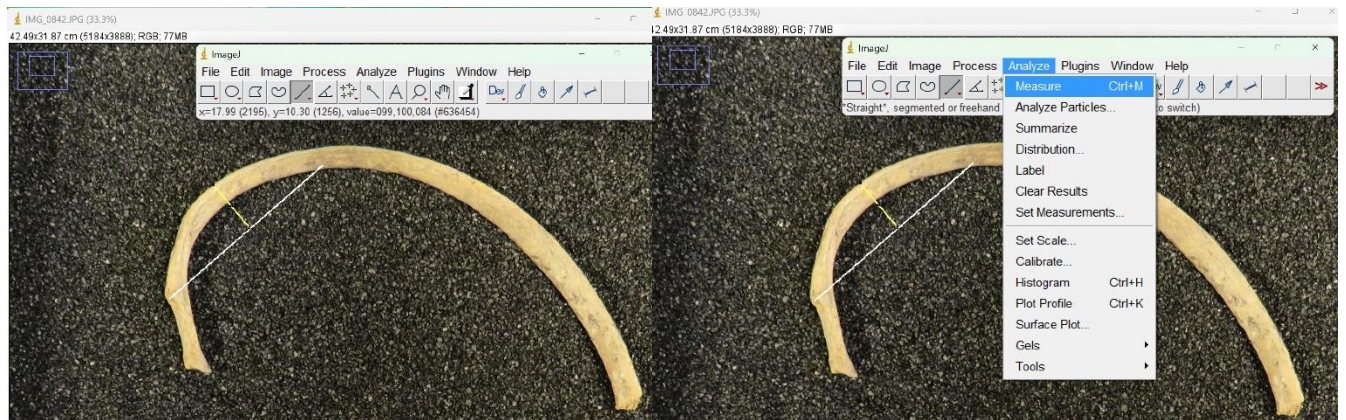 IMG_0842.JPG (33.3%)
42.49x31.87 cm (5184x3888); RGB; 77MB
ImageJ
File Edit Image Process Analyze Plugins Window Help
A Dev
x=17.99 (2195), y=10.30 (1256), value=099,100,084 (#636454)
IMG_0842.JPG (33.3%)
42.49x31.87 cm (5184x3888); RGB; 77MB
ImageJ
File Edit Image Process Analyze Plugins Window Help
*Straight*, segmented or freehand
to switch)
Measure Ctrl+M
Analyze Particles...
Summarize
Distribution...
Label
Clear Results
Set Measurements...
Set Scale...
Calibrate...
Histogram Ctrl+H
Plot Profile Ctrl+K
Surface Plot...
Gels
Tools